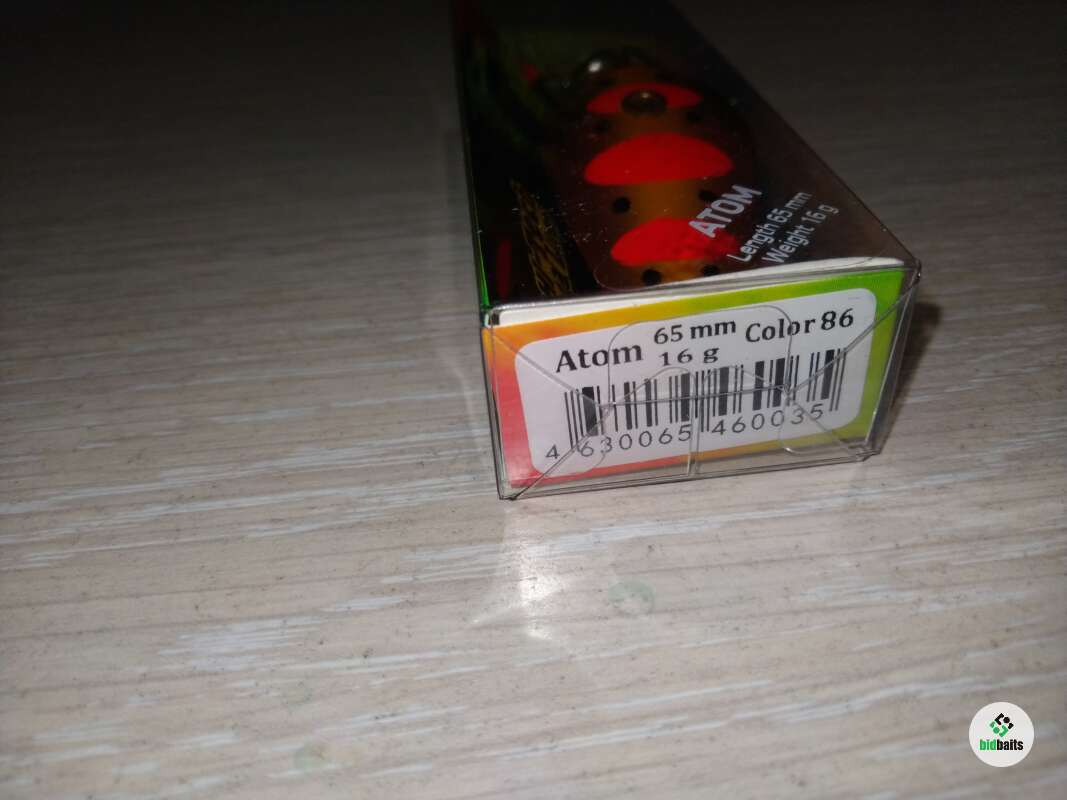 ATOM
Length 65 mm
Weight 16 g
Atom 65 mm Color 86
16 g
4 630065 460035
bidbaits